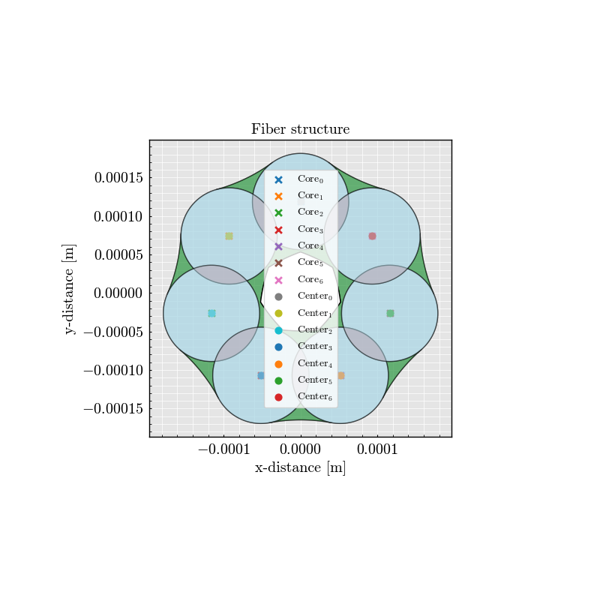 Fiber structure
0.00015
0.00010
0.00005
0.00000
−0.00005
−0.00010
−0.00015
y-distance [m]
Core₀
Core₁
Core₂
Core₃
Core₄
Core₅
Core₆
Center₀
Center₁
Center₂
Center₃
Center₄
Center₅
Center₆
−0.0001 0.0000 0.0001
x-distance [m]